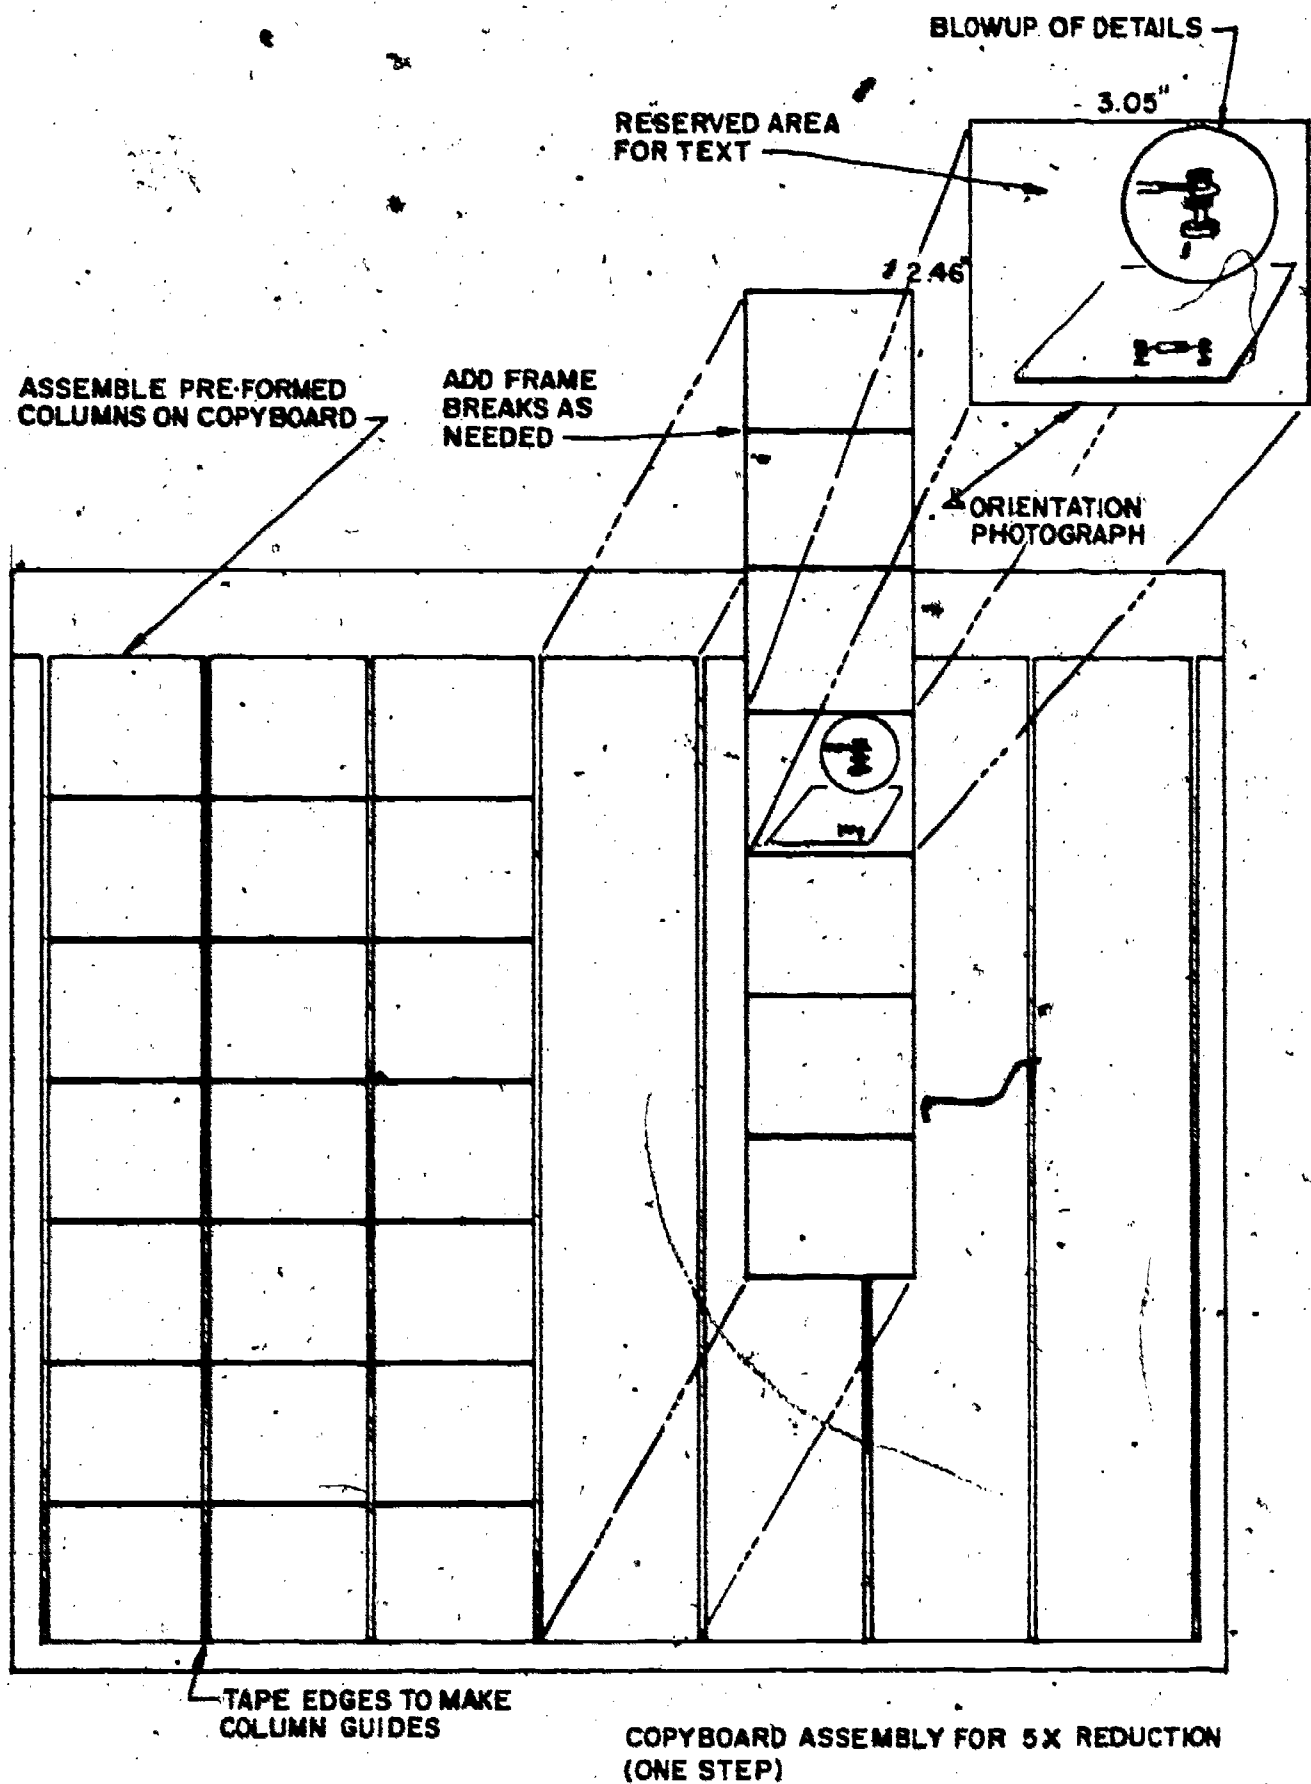 BLOWUP OF DETAILS
3.05"
RESERVED AREA
FOR TEXT
2.46"
ASSEMBLE PRE-FORMED
COLUMNS ON COPYBOARD
ADD FRAME
BREAKS AS
NEEDED
ORIENTATION
PHOTOGRAPH
TAPE EDGES TO MAKE
COLUMN GUIDES
COPYBOARD ASSEMBLY FOR 5X REDUCTION
(ONE STEP)